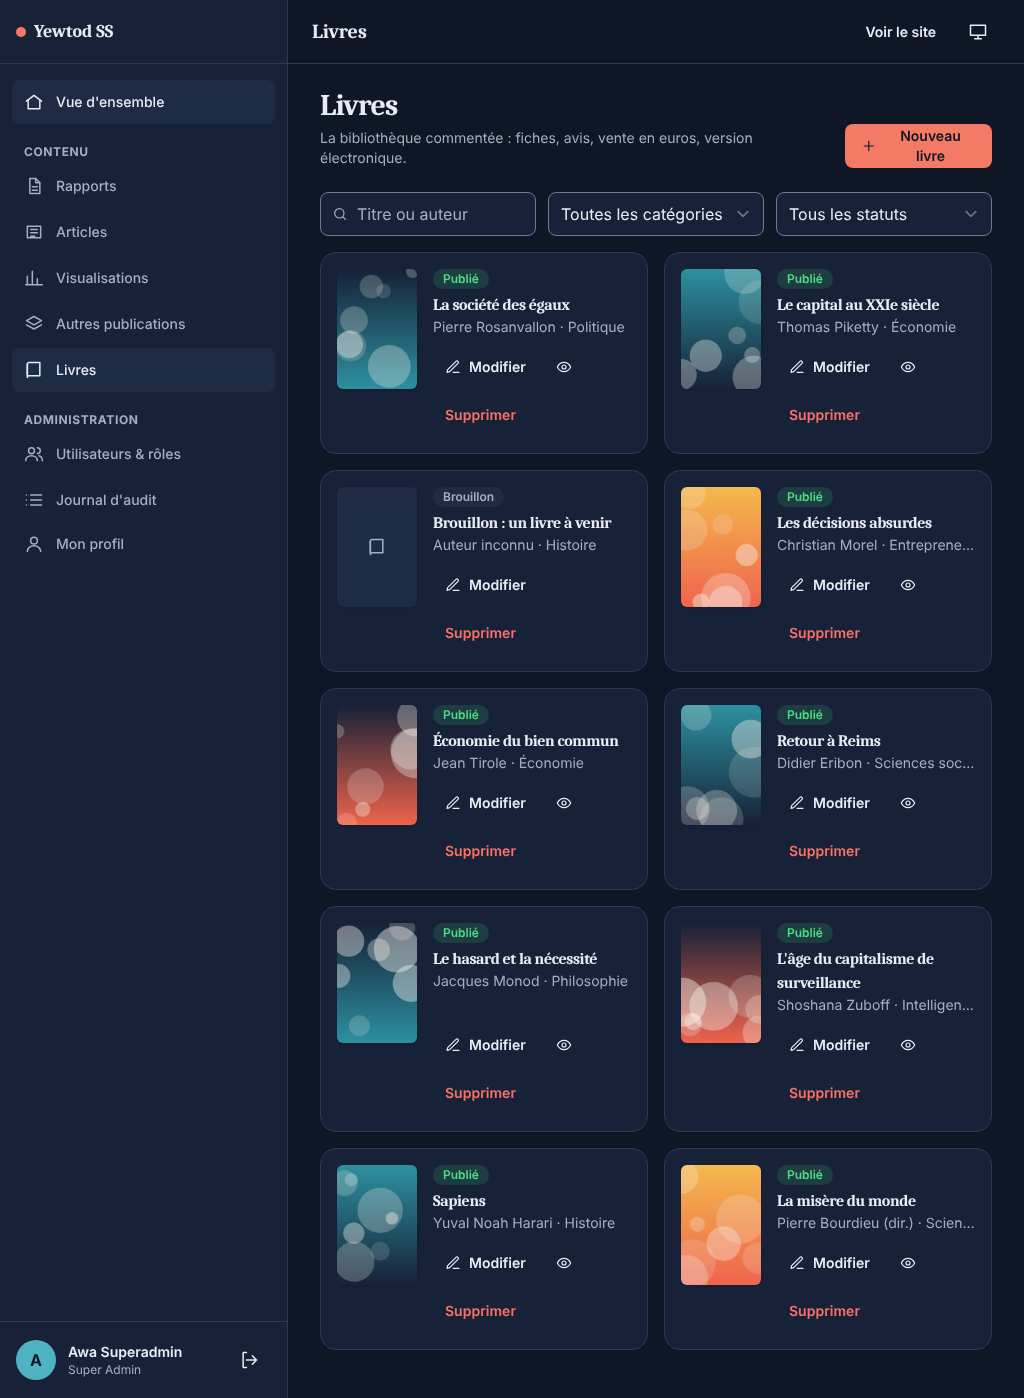 Yewtod SS
Livres
Voir le site
Vue d'ensemble
CONTENU
Rapports
Articles
Visualisations
Autres publications
Livres
ADMINISTRATION
Utilisateurs & rôles
Journal d'audit
Mon profil
A
Awa Superadmin
Super Admin
Livres
La bibliothèque commentée : fiches, avis, vente en euros, version
électronique.
Nouveau
livre
Titre ou auteur
Toutes les catégories
Tous les statuts
Publié
La société des égaux
Pierre Rosanvallon · Politique
Modifier
Supprimer
Publié
Le capital au XXIe siècle
Thomas Piketty · Économie
Modifier
Supprimer
Brouillon
Brouillon : un livre à venir
Auteur inconnu · Histoire
Modifier
Supprimer
Publié
Les décisions absurdes
Christian Morel · Entreprene...
Modifier
Supprimer
Publié
Économie du bien commun
Jean Tirole · Économie
Modifier
Supprimer
Publié
Retour à Reims
Didier Eribon · Sciences soc...
Modifier
Supprimer
Publié
Le hasard et la nécessité
Jacques Monod · Philosophie
Modifier
Supprimer
Publié
L'âge du capitalisme de
surveillance
Shoshana Zuboff · Intelligen...
Modifier
Supprimer
Publié
Sapiens
Yuval Noah Harari · Histoire
Modifier
Supprimer
Publié
La misère du monde
Pierre Bourdieu (dir.) · Scien...
Modifier
Supprimer